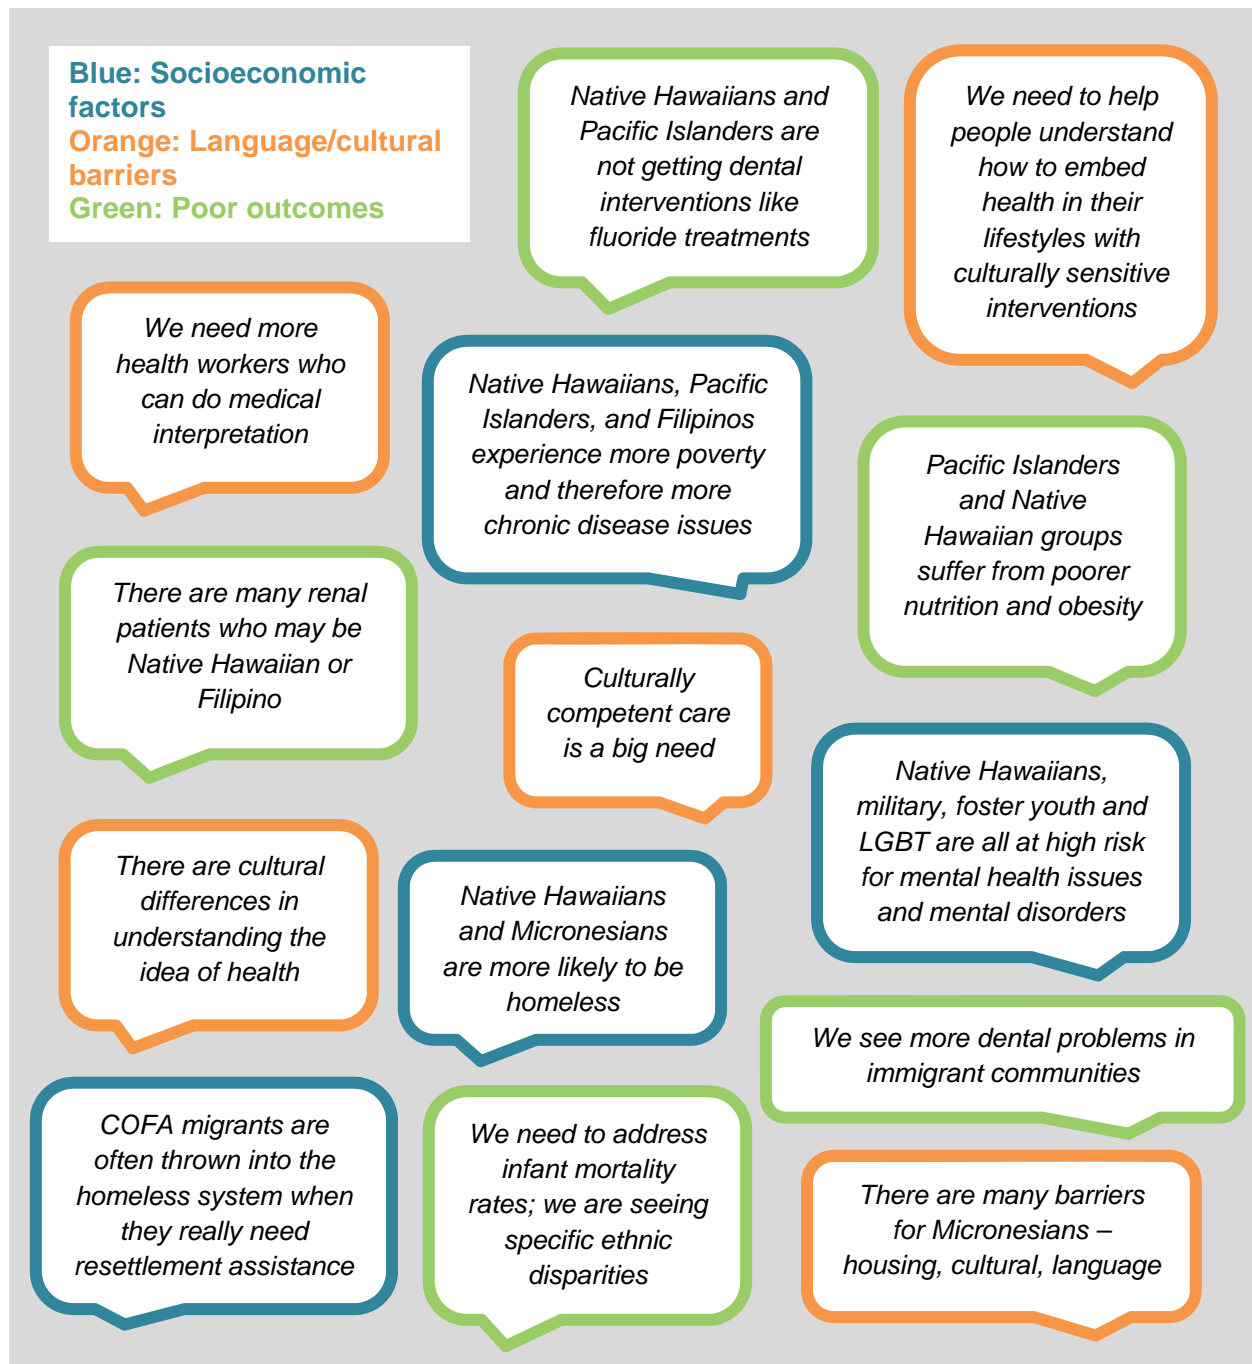 Blue: Socioeconomic
factors
Orange: Language/cultural
barriers
Green: Poor outcomes
Native Hawaiians and
Pacific Islanders are
not getting dental
interventions like
fluoride treatments
We need to help
people understand
how to embed
health in their
lifestyles with
culturally sensitive
interventions
We need more
health workers who
can do medical
interpretation
Native Hawaiians, Pacific
Islanders, and Filipinos
experience more poverty
and therefore more
chronic disease issues
Pacific Islanders
and Native
Hawaiian groups
suffer from poorer
nutrition and obesity
There are many renal
patients who may be
Native Hawaiian or
Filipino
Culturally
competent care
is a big need
Native Hawaiians,
military, foster youth and
LGBT are all at high risk
for mental health issues
and mental disorders
There are cultural
differences in
understanding the
idea of health
Native Hawaiians
and Micronesians
are more likely to be
homeless
We see more dental problems in
immigrant communities
COFA migrants are
often thrown into the
homeless system when
they really need
resettlement assistance
We need to address
infant mortality
rates; we are seeing
specific ethnic
disparities
There are many barriers
for Micronesians –
housing, cultural, language